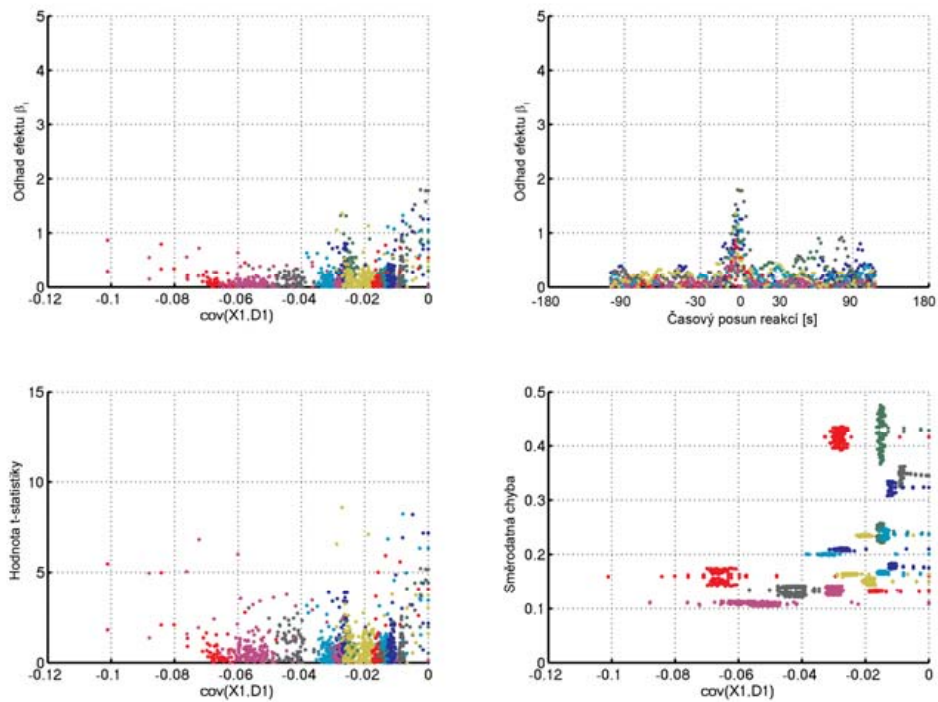 5
4
3
2
1
0
Odhad efektu βi
-0.12 -0.1 -0.08 -0.06 -0.04 -0.02 0
cov(X1.D1)
5
4
3
2
1
0
Odhad efektu βi
-180 -90 -30 0 30 90 180
Časový posun reakcí [s]
15
10
5
0
Hodnota t-statistiky
-0.12 -0.1 -0.08 -0.06 -0.04 -0.02 0
cov(X1.D1)
0.5
0.4
0.3
0.2
0.1
0
Směrodatná chyba
-0.12 -0.1 -0.08 -0.06 -0.04 -0.02 0
cov(X1.D1)